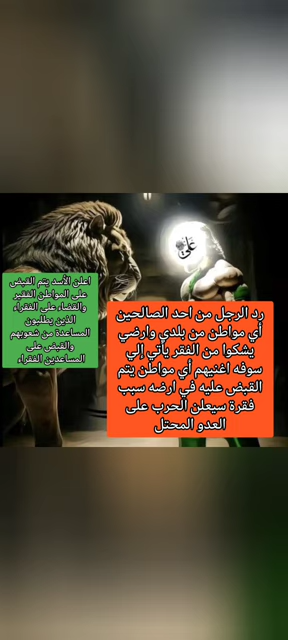 علي
اعلن الأسد يتم القبض
على المواطن الفقير
والقضاء على الفقراء
الذين يطلبون
المساعدة من شعوبهم
والقبض على
المساعدين الفقراء
رد الرجل من احد الصالحين
أي مواطن من بلدي وارضي
يشكوا من الفقر يأتي إلي
سوفه اغنيهم أي مواطن يتم
القبض عليه في ارضه سبب
فقرة سيعلن الحرب على
العدو المحتل